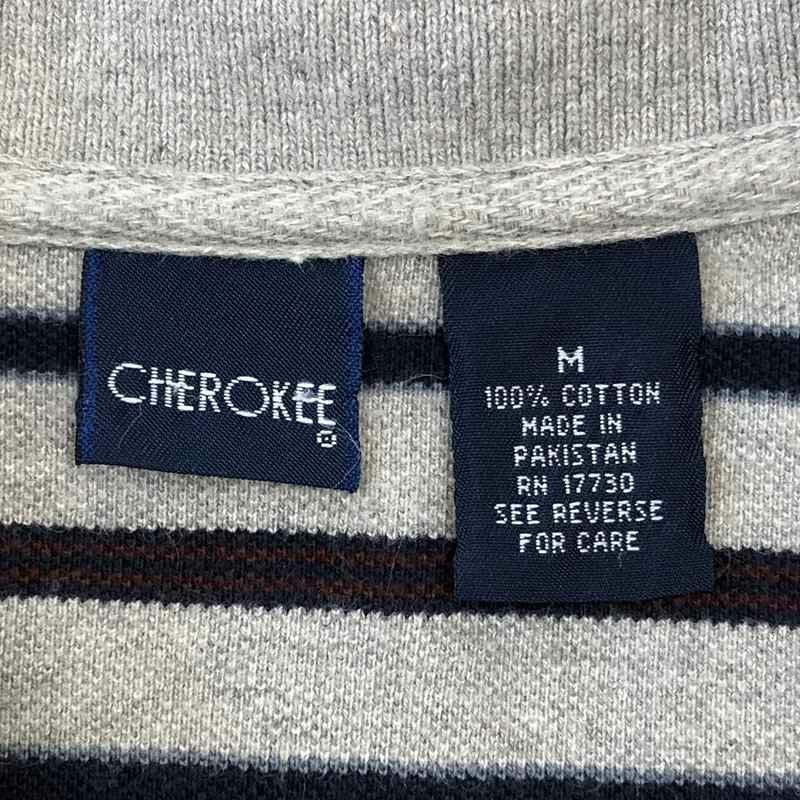 CHEROKEE
®
M
100% COTTON
MADE IN
PAKISTAN
RN 17730
SEE REVERSE
FOR CARE